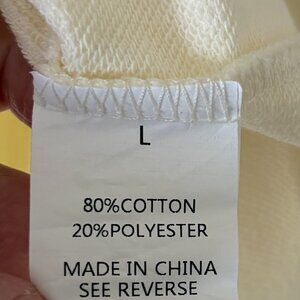 L
80%COTTON
20%POLYESTER
MADE IN CHINA
SEE REVERSE